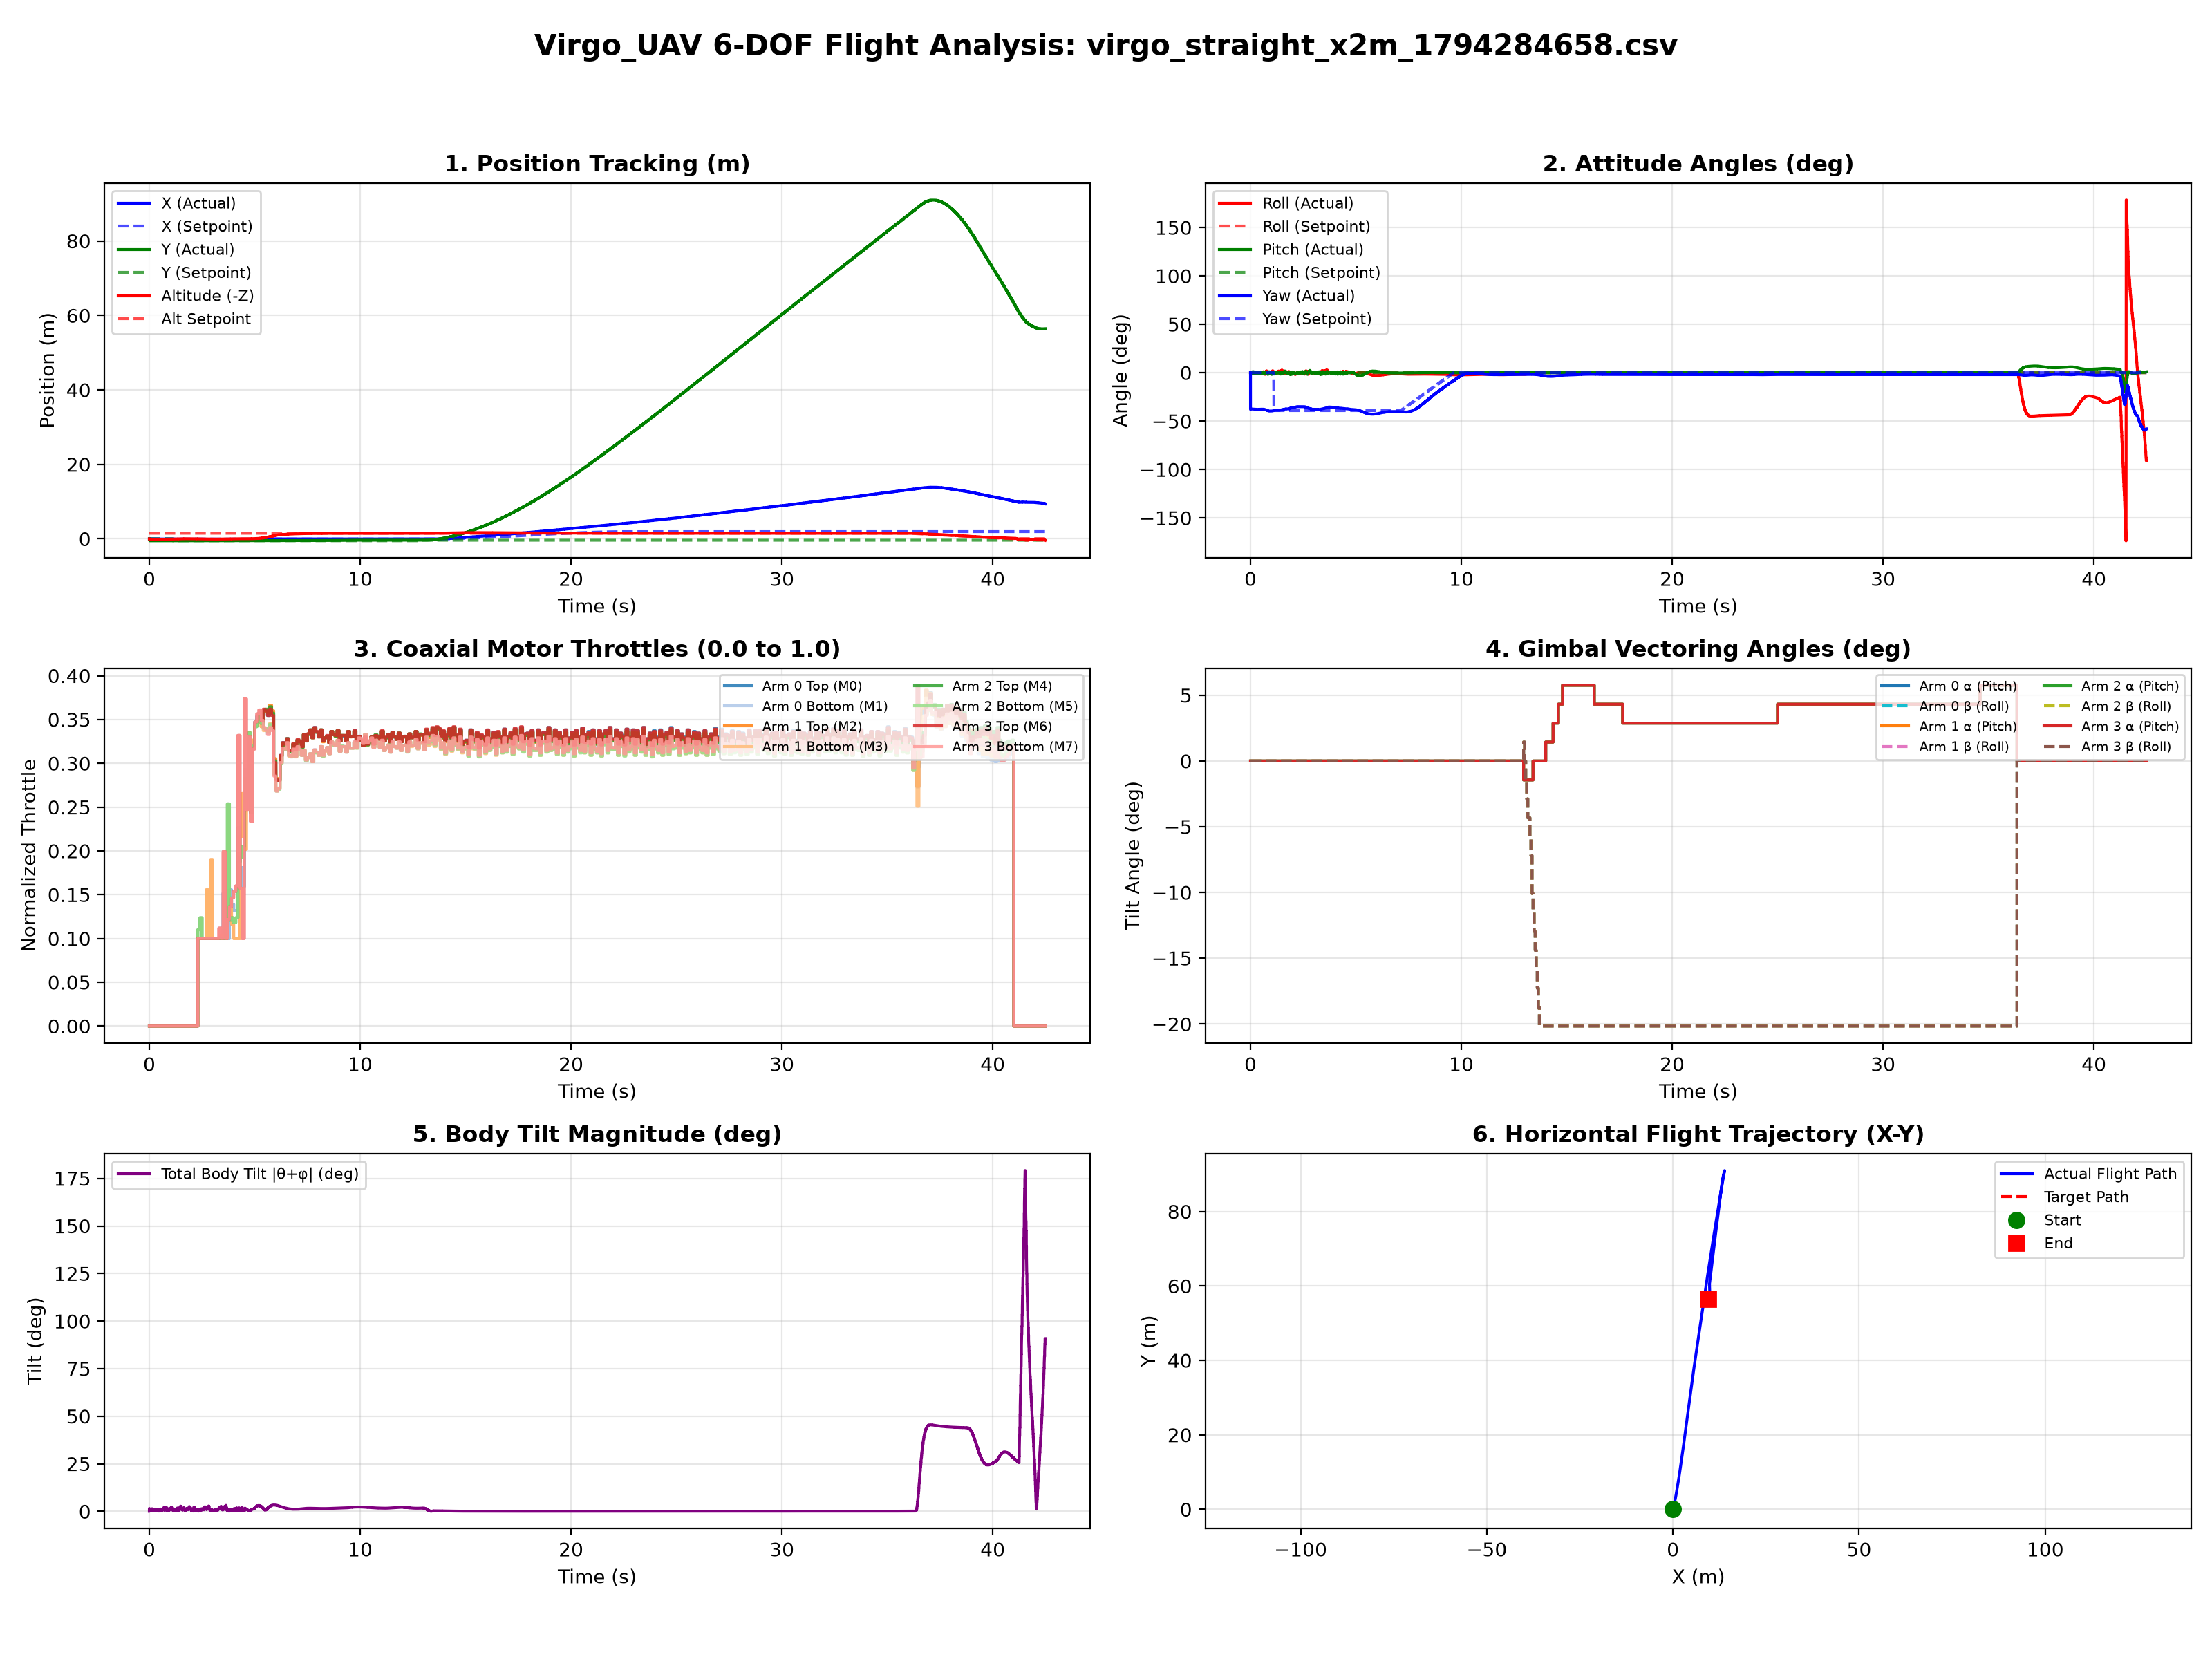 Virgo_UAV 6-DOF Flight Analysis: virgo_straight_x2m_1794284658.csv
1. Position Tracking (m)
X (Actual)
X (Setpoint)
Y (Actual)
Y (Setpoint)
Altitude (-Z)
Alt Setpoint
Position (m)
80
60
40
20
0
0 10 20 30 40
Time (s)
2. Attitude Angles (deg)
Roll (Actual)
Roll (Setpoint)
Pitch (Actual)
Pitch (Setpoint)
Yaw (Actual)
Yaw (Setpoint)
Angle (deg)
150
100
50
0
−50
−100
−150
0 10 20 30 40
Time (s)
3. Coaxial Motor Throttles (0.0 to 1.0)
Arm 0 Top (M0)
Arm 0 Bottom (M1)
Arm 1 Top (M2)
Arm 1 Bottom (M3)
Arm 2 Top (M4)
Arm 2 Bottom (M5)
Arm 3 Top (M6)
Arm 3 Bottom (M7)
Normalized Throttle
0.40
0.35
0.30
0.25
0.20
0.15
0.10
0.05
0.00
0 10 20 30 40
Time (s)
4. Gimbal Vectoring Angles (deg)
Arm 0 α (Pitch)
Arm 0 β (Roll)
Arm 1 α (Pitch)
Arm 1 β (Roll)
Arm 2 α (Pitch)
Arm 2 β (Roll)
Arm 3 α (Pitch)
Arm 3 β (Roll)
Tilt Angle (deg)
5
0
−5
−10
−15
−20
0 10 20 30 40
Time (s)
5. Body Tilt Magnitude (deg)
Total Body Tilt |θ+φ| (deg)
Tilt (deg)
175
150
125
100
75
50
25
0
0 10 20 30 40
Time (s)
6. Horizontal Flight Trajectory (X-Y)
Actual Flight Path
Target Path
Start
End
Y (m)
80
60
40
20
0
−100 −50 0 50 100
X (m)